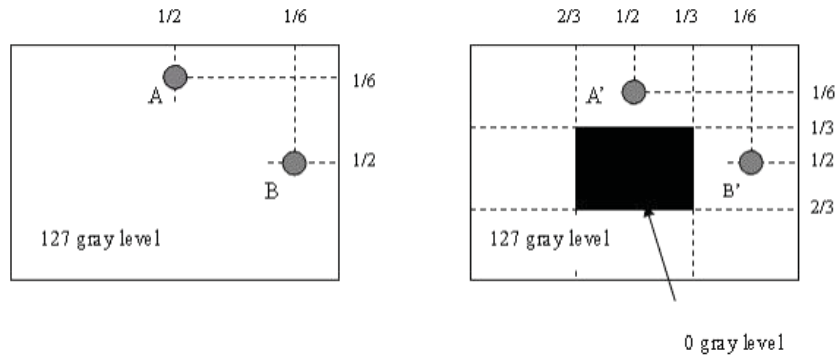 1/2 1/6
A
1/6
B
1/2
127 gray level
2/3 1/2 1/3 1/6
A'
1/6
1/3
1/2
B'
2/3
127 gray level
0 gray level